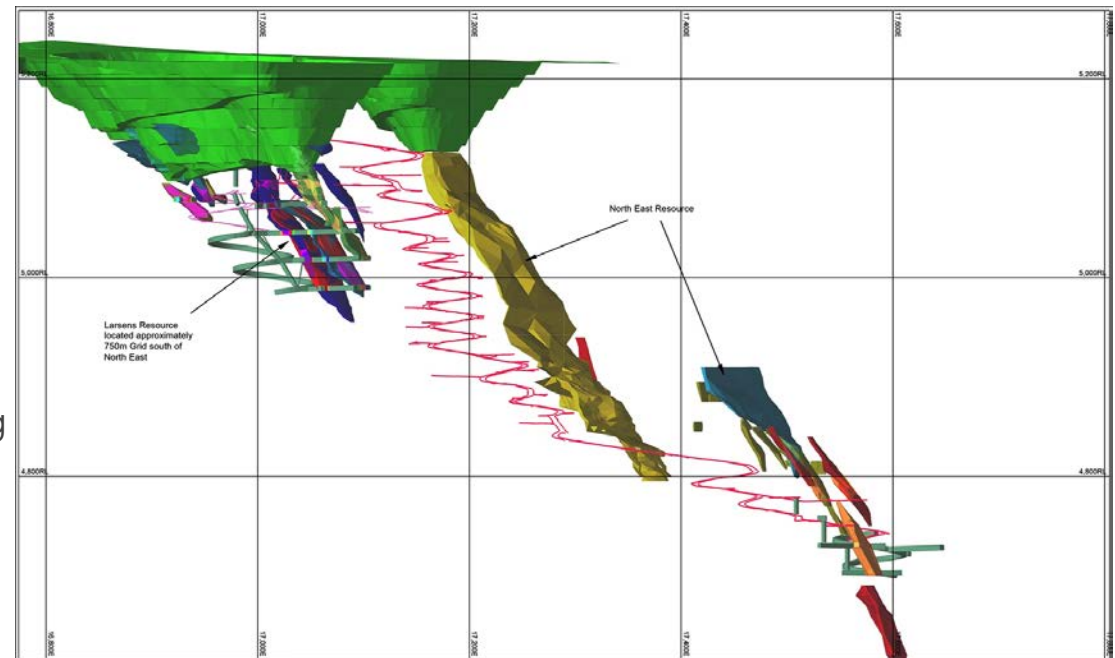 16,800E
17,000E
17,200E
17,400E
17,600E
5,200RL
North East Resource
5,000RL
5,000RL
Larsens Resource
located approximately
750m Grid south of
North East
g
4,800RL
4,800RL
16,800E
17,000E
17,200E
17,400E
17,600E